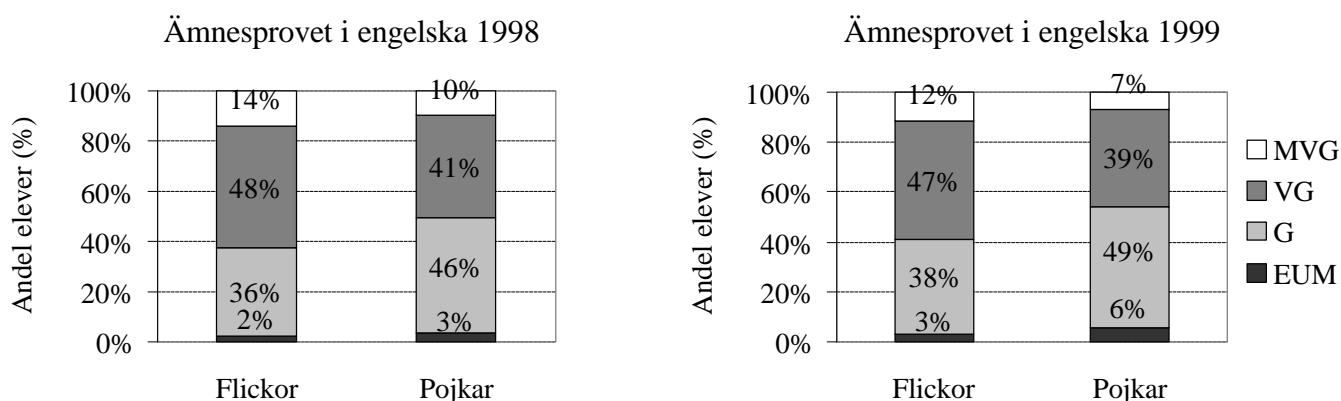 Ämnesprovet i engelska 1998
Andel elever (%)
100%
80%
60%
40%
20%
0%
14%
48%
36%
2%
10%
41%
46%
3%
Flickor
Pojkar
Ämnesprovet i engelska 1999
Andel elever (%)
100%
80%
60%
40%
20%
0%
12%
47%
38%
3%
7%
39%
49%
6%
Flickor
Pojkar
MVG
VG
G
EUM